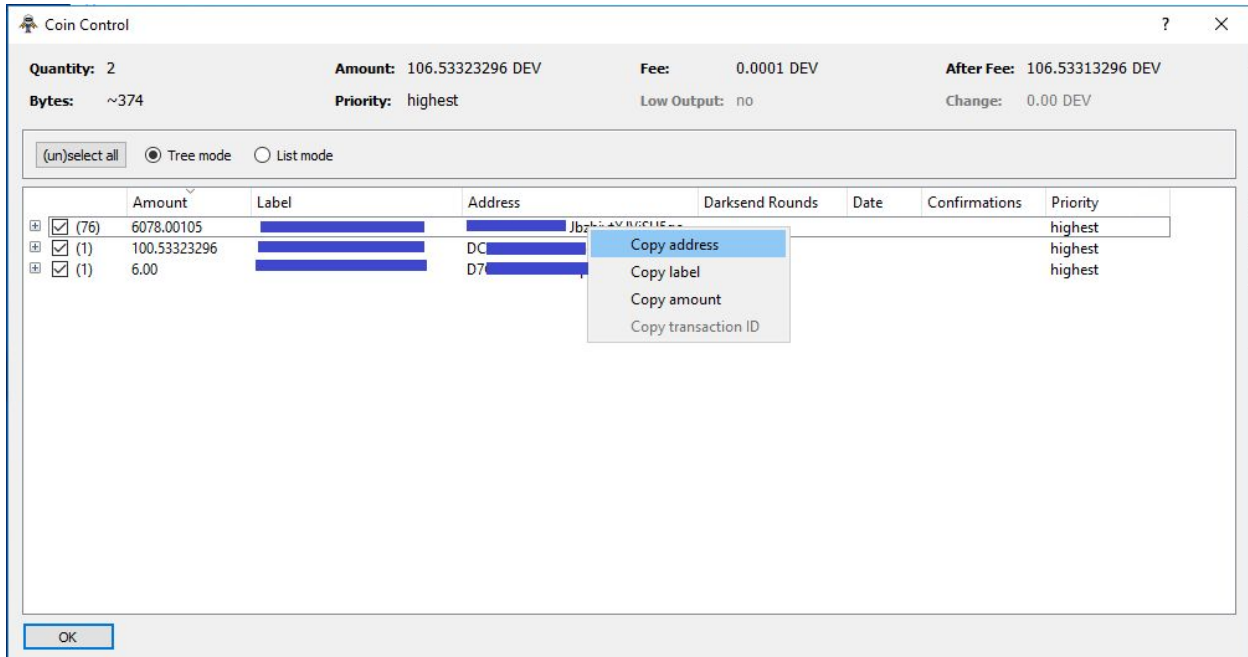 Coin Control ? ×
Quantity: 2 Amount: 106.53323296 DEV Fee: 0.0001 DEV After Fee: 106.53313296 DEV
Bytes: ~374 Priority: highest Low Output: no Change: 0.00 DEV
(un)select all Tree mode List mode
Amount Label Address Darksend Rounds Date Confirmations Priority
(76) 6078.00105 highest
(1) 100.53323296 DC highest
(1) 6.00 highest
Copy address
Copy label
Copy amount
Copy transaction ID
OK